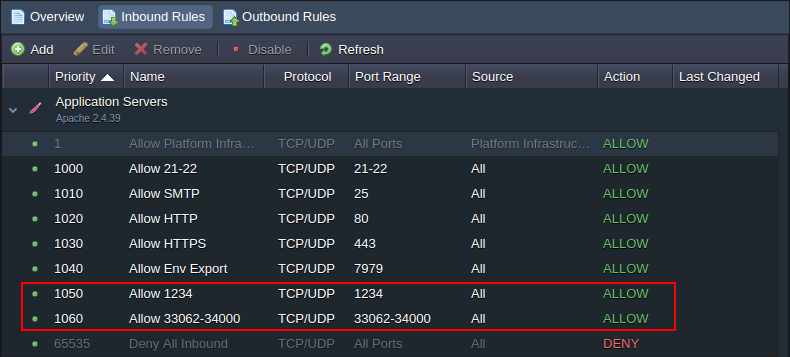 Overview Inbound Rules Outbound Rules
Add Edit Remove Disable Refresh
Priority Name Protocol Port Range Source Action Last Changed
Application Servers
Apache 2.4.39
1 Allow Platform Infra… TCP/UDP All Ports Platform Infrastruc… ALLOW
1000 Allow 21-22 TCP/UDP 21-22 All ALLOW
1010 Allow SMTP TCP/UDP 25 All ALLOW
1020 Allow HTTP TCP/UDP 80 All ALLOW
1030 Allow HTTPS TCP/UDP 443 All ALLOW
1040 Allow Env Export TCP/UDP 7979 All ALLOW
1050 Allow 1234 TCP/UDP 1234 All ALLOW
1060 Allow 33062-34000 TCP/UDP 33062-34000 All ALLOW
65535 Deny All Inbound TCP/UDP All Ports All DENY